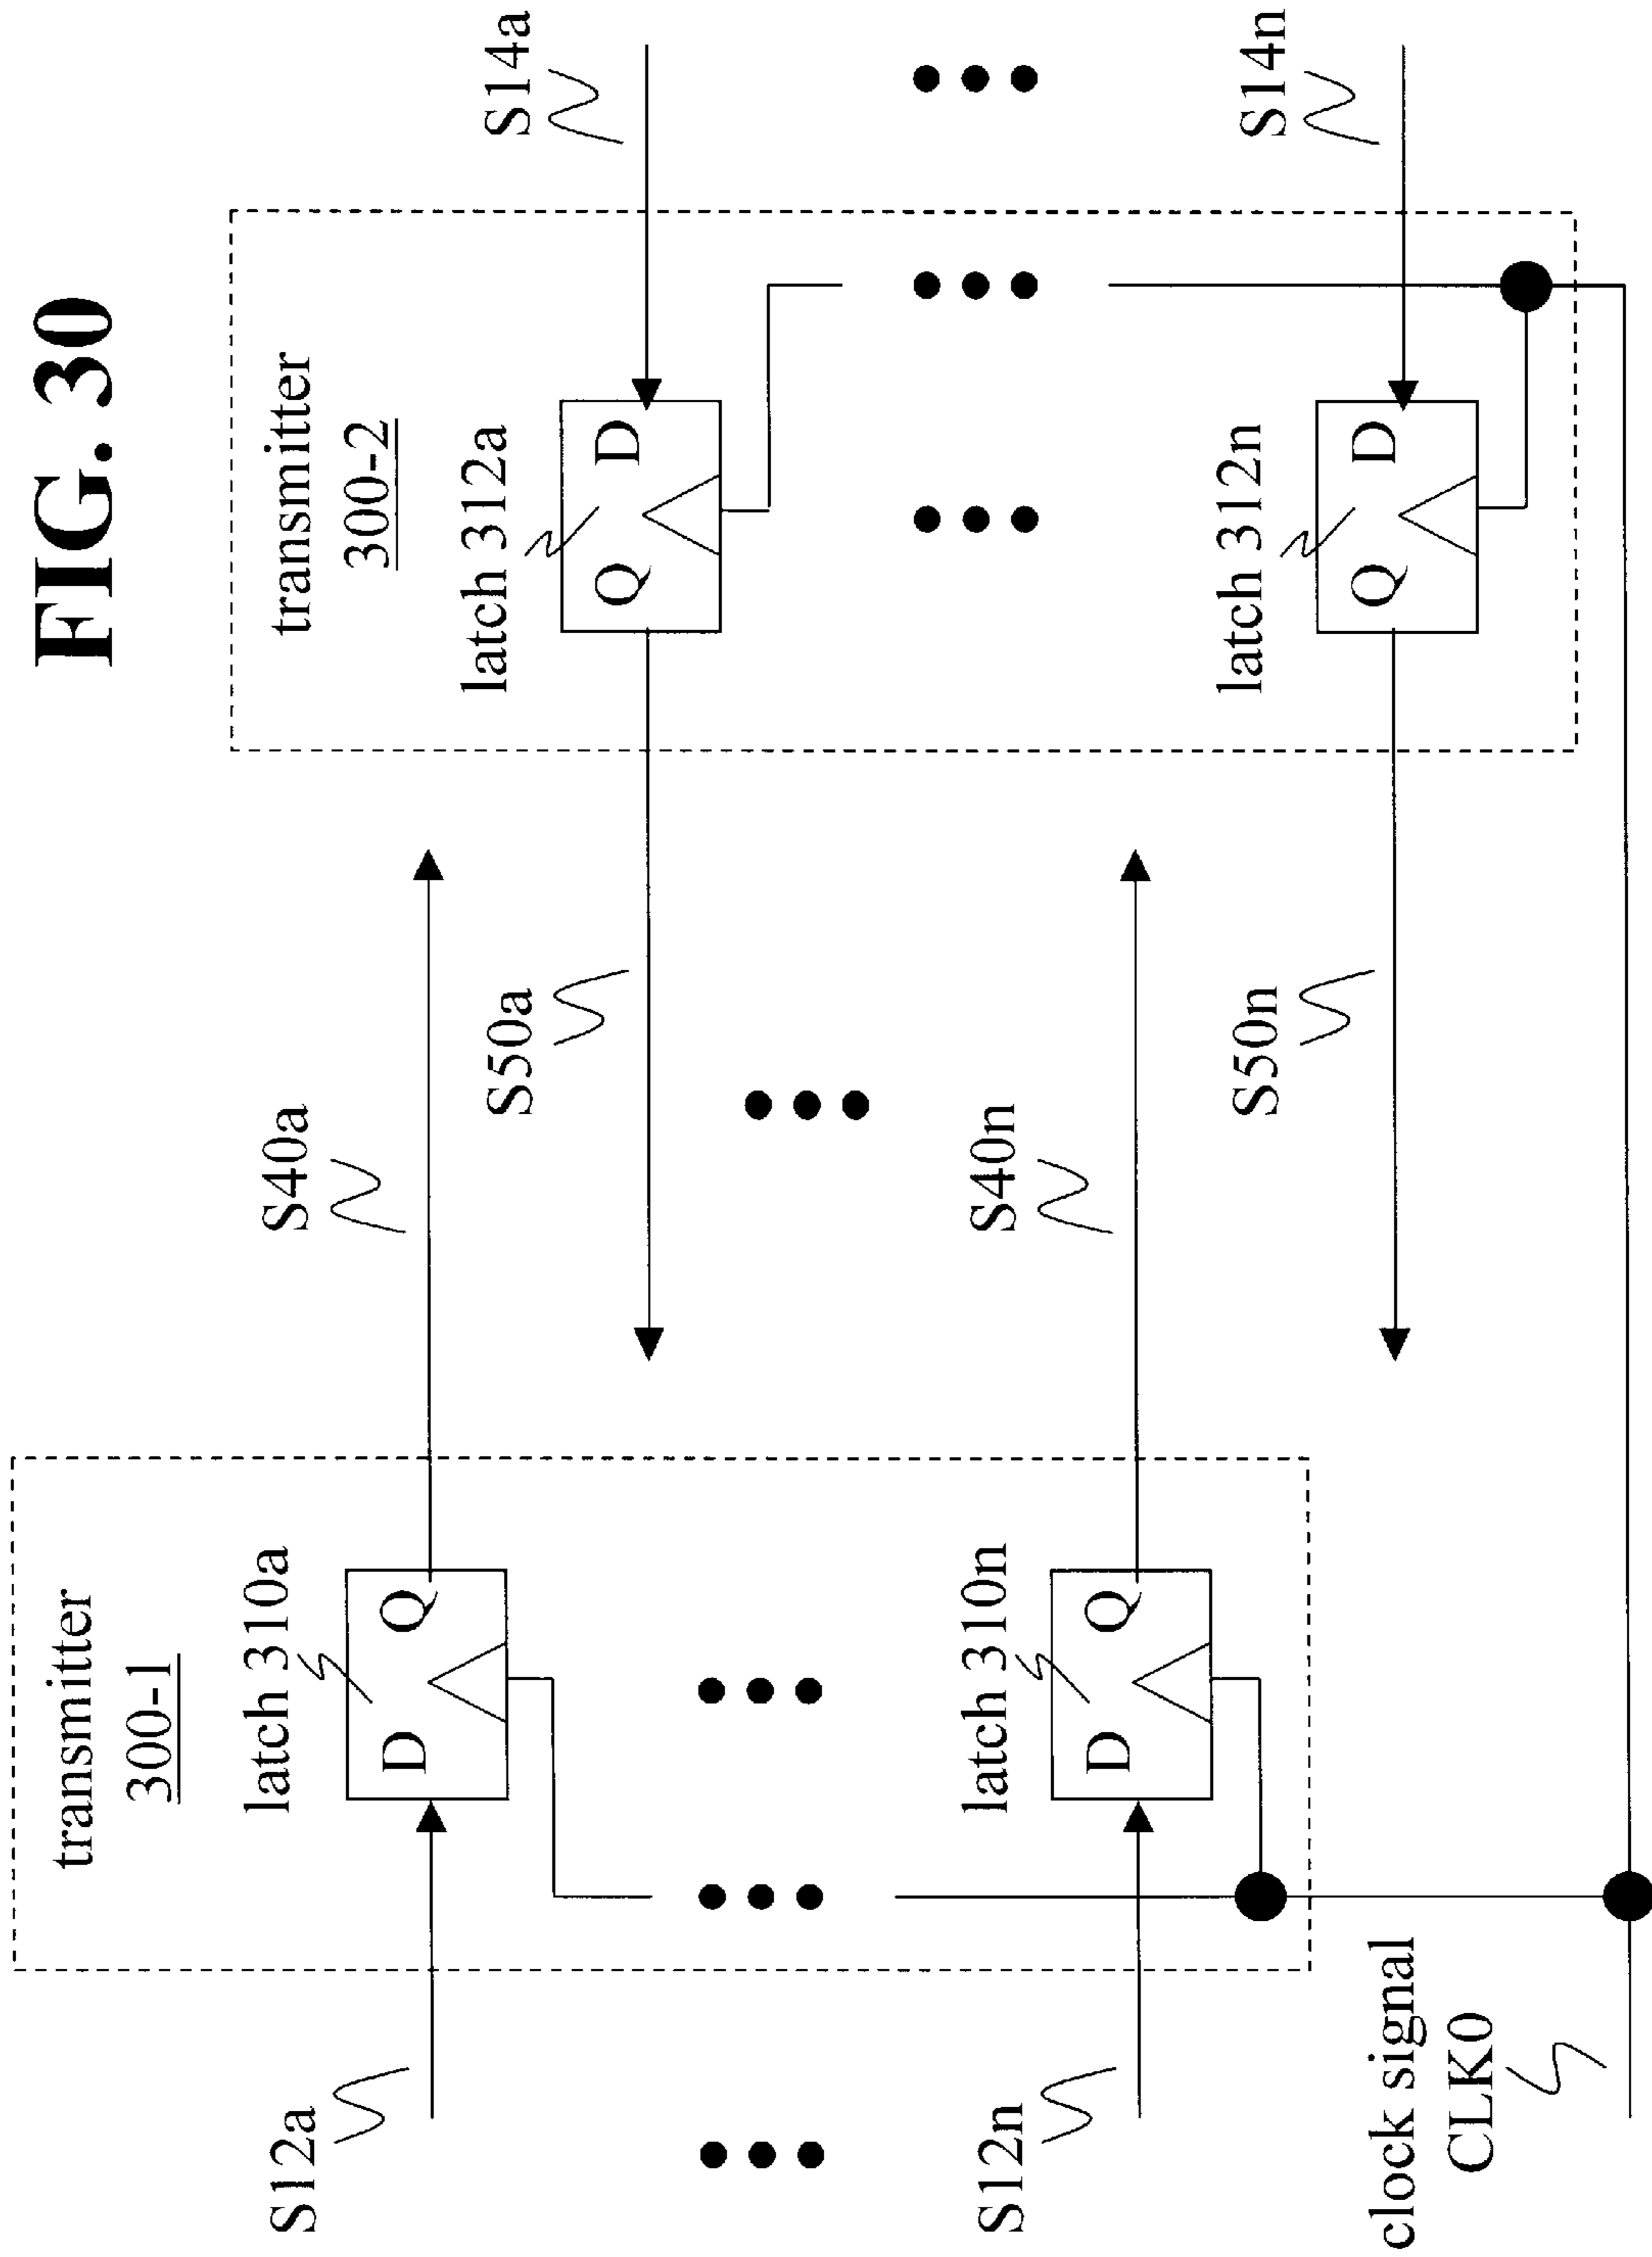 FIG. 30
transmitter
300-1
latch 310a
D Q
S12a
S40a
latch 310n
D Q
S12n
S40n
transmitter
300-2
latch 312a
Q D
S14a
S50a
latch 312n
Q D
S14n
S50n
clock signal
CLK0